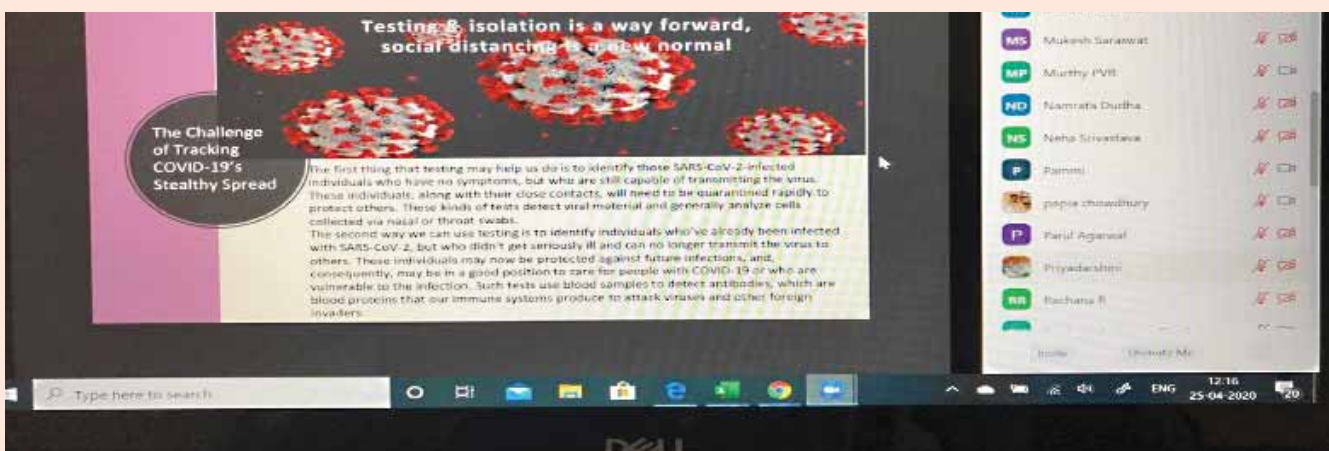 Testing & isolation is a way forward,
social distancing is a new normal
The Challenge
of Tracking
COVID-19's
Stealthy Spread
The first thing that testing may help us do is to identify those SARS-CoV-2-infected
individuals who have no symptoms, but who are still capable of transmitting the virus.
These individuals, along with their close contacts, will need to be quarantined rapidly to
protect others. These kinds of tests detect viral material and generally analyze cells
collected via nasal or throat swabs.
The second way we can use testing is to identify individuals who've already been infected
with SARS-CoV-2, but who didn't get seriously ill and can no longer transmit the virus to
others. These individuals may now be protected against future infections, and,
consequently, may be in a good position to care for people with COVID-19 or who are
vulnerable to the infection. Such tests use blood samples to detect antibodies, which are
blood proteins that our immune systems produce to attack viruses and other foreign
invaders.
MS Mukesh Saraswat
MP Murthy PVR
ND Namrata Dudha
NS Neha Srivastava
P Pammi
papia chowdhury
P Parul Agarwal
Priyadarshini
RR Rachana R
Invite Unmute Me
Type here to search
ENG
12:16
25-04-2020
20
DELL